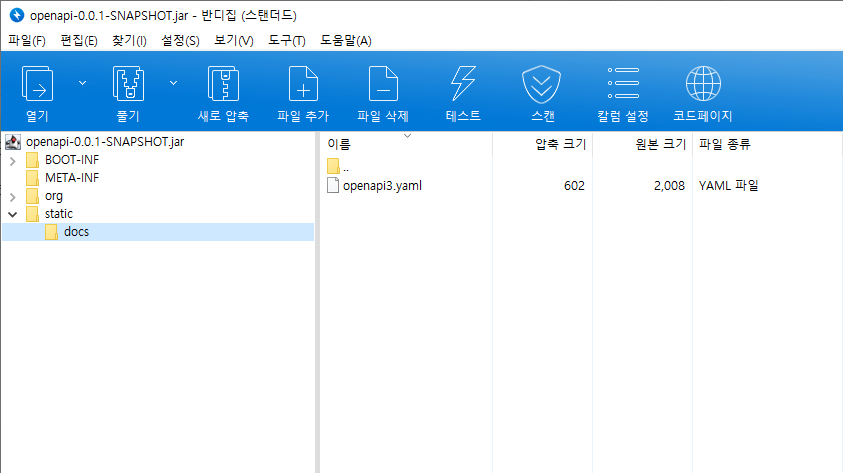 openapi-0.0.1-SNAPSHOT.jar - 반디집 (스탠더드)
파일(F) 편집(E) 찾기(I) 설정(S) 보기(V) 도구(T) 도움말(A)
열기 풀기 새로 압축 파일 추가 파일 삭제 테스트 스캔 칼럼 설정 코드페이지
openapi-0.0.1-SNAPSHOT.jar
BOOT-INF
META-INF
org
static
docs
이름 압축 크기 원본 크기 파일 종류
..
openapi3.yaml 602 2,008 YAML 파일